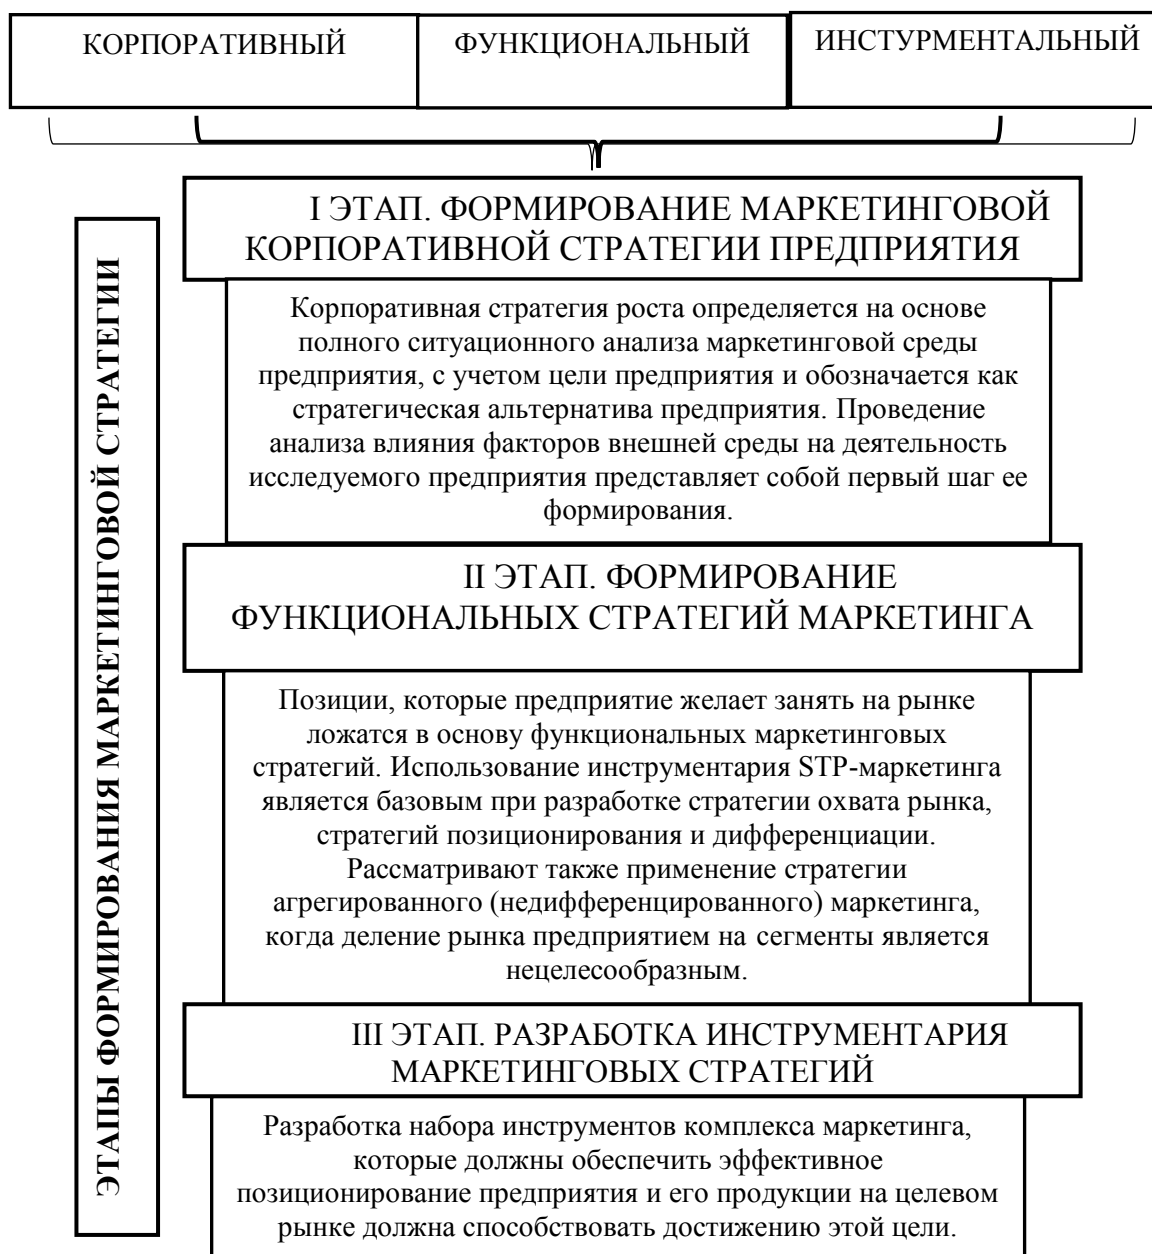 КОРПОРАТИВНЫЙ
ФУНКЦИОНАЛЬНЫЙ
ИНСТУРМЕНТАЛЬНЫЙ
ЭТАПЫ ФОРМИРОВАНИЯ МАРКЕТИНГОВОЙ СТРАТЕГИИ
I ЭТАП. ФОРМИРОВАНИЕ МАРКЕТИНГОВОЙ
КОРПОРАТИВНОЙ СТРАТЕГИИ ПРЕДПРИЯТИЯ
Корпоративная стратегия роста определяется на основе
полного ситуационного анализа маркетинговой среды
предприятия, с учетом цели предприятия и обозначается как
стратегическая альтернатива предприятия. Проведение
анализа влияния факторов внешней среды на деятельность
исследуемого предприятия представляет собой первый шаг ее
формирования.
II ЭТАП. ФОРМИРОВАНИЕ
ФУНКЦИОНАЛЬНЫХ СТРАТЕГИЙ МАРКЕТИНГА
Позиции, которые предприятие желает занять на рынке
ложатся в основу функциональных маркетинговых
стратегий. Использование инструментария STP-маркетинга
является базовым при разработке стратегии охвата рынка,
стратегий позиционирования и дифференциации.
Рассматривают также применение стратегии
агрегированного (недифференцированного) маркетинга,
когда деление рынка предприятием на сегменты является
нецелесообразным.
III ЭТАП. РАЗРАБОТКА ИНСТРУМЕНТАРИЯ
МАРКЕТИНГОВЫХ СТРАТЕГИЙ
Разработка набора инструментов комплекса маркетинга,
которые должны обеспечить эффективное
позиционирование предприятия и его продукции на целевом
рынке должна способствовать достижению этой цели.